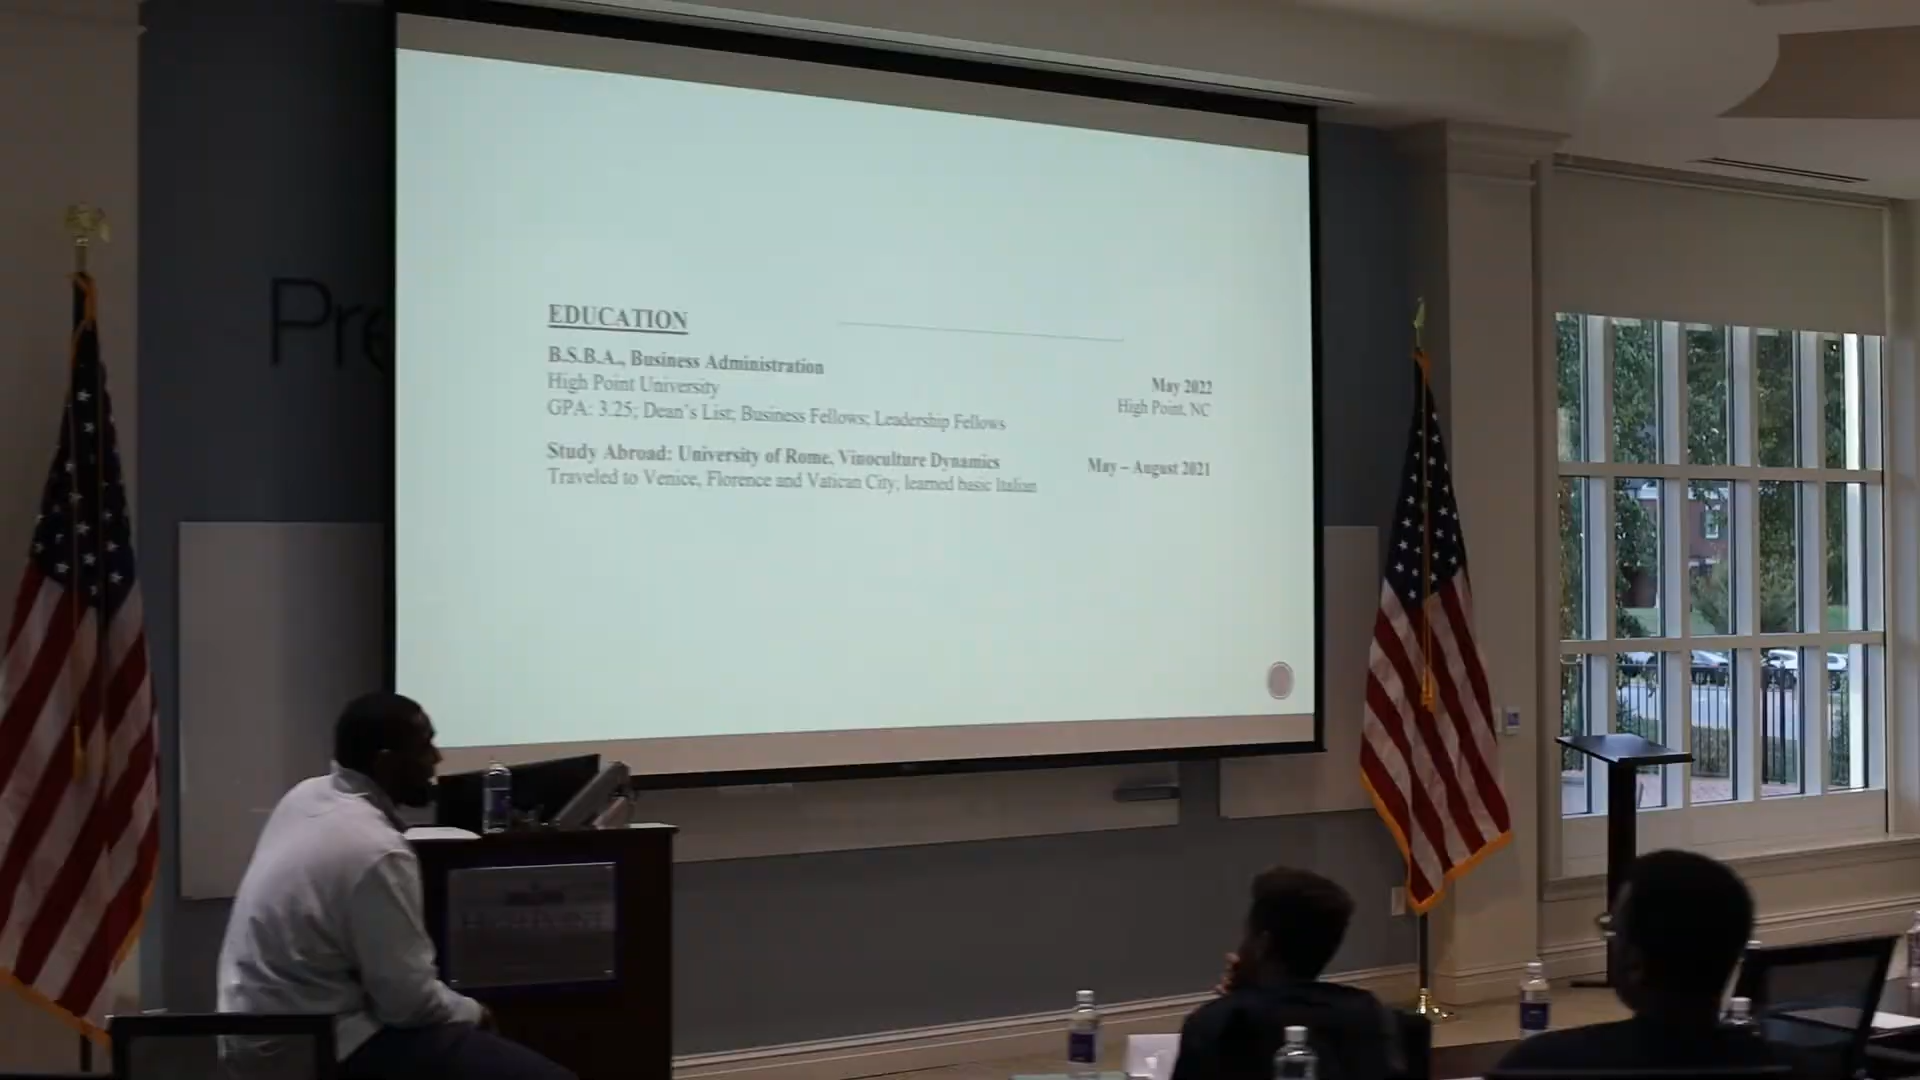 Pre
EDUCATION
B.S.B.A., Business Administration
May 2022
High Point University
High Point, NC
GPA: 3.25; Dean's List; Business Fellows; Leadership Fellows
Study Abroad: University of Rome, Vinoculture Dynamics
May – August 2021
Traveled to Venice, Florence and Vatican City; learned basic Italian